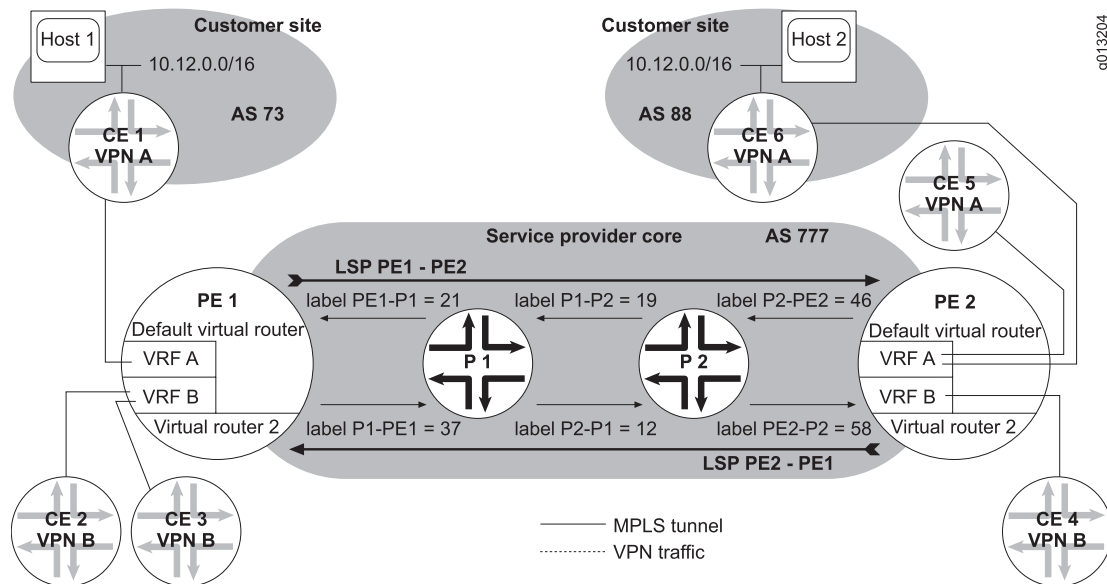 Customer site
Host 1
10.12.0.0/16
AS 73
CE 1
VPN A
Customer site
Host 2
10.12.0.0/16
AS 88
CE 6
VPN A
g013204
CE 5
VPN A
Service provider core
AS 777
LSP PE1 - PE2
label PE1-P1 = 21
label P1-P2 = 19
label P2-PE2 = 46
PE 1
Default virtual router
VRF A
VRF B
Virtual router 2
P 1
P 2
PE 2
Default virtual router
VRF A
VRF B
Virtual router 2
label P1-PE1 = 37
label P2-P1 = 12
label PE2-P2 = 58
LSP PE2 - PE1
CE 2
VPN B
CE 3
VPN B
MPLS tunnel
VPN traffic
CE 4
VPN B